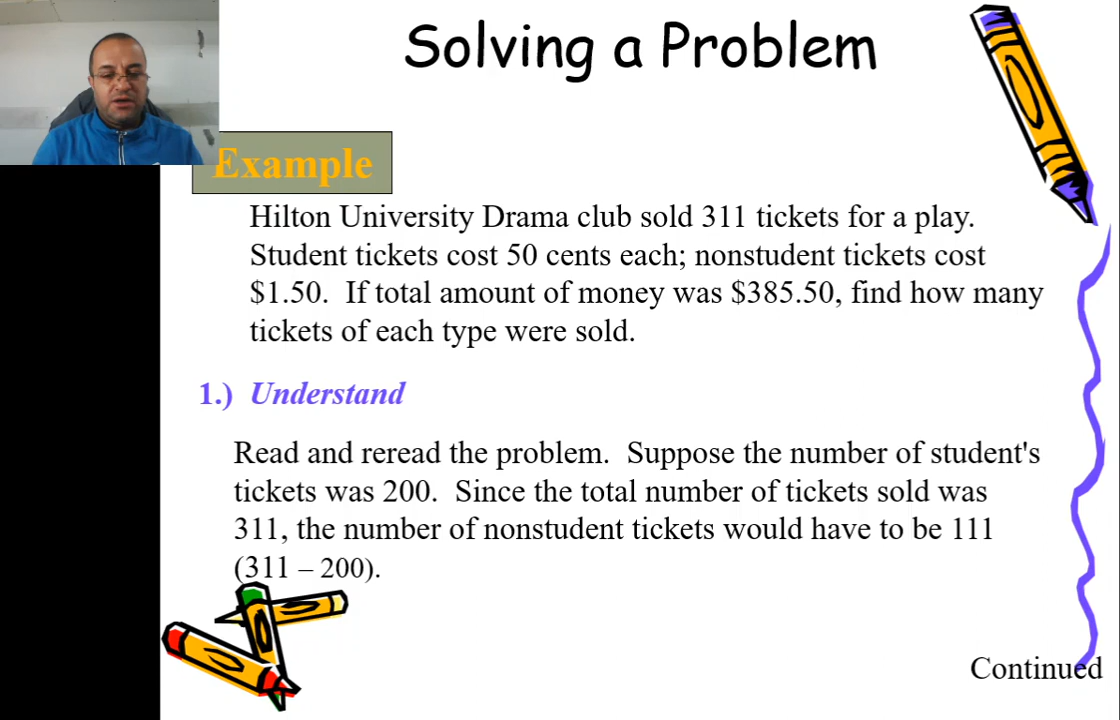 Solving a Problem
Example
Hilton University Drama club sold 311 tickets for a play.
Student tickets cost 50 cents each; nonstudent tickets cost
$1.50.  If total amount of money was $385.50, find how many
tickets of each type were sold.
1.) Understand
Read and reread the problem.  Suppose the number of student's
tickets was 200.  Since the total number of tickets sold was
311, the number of nonstudent tickets would have to be 111
(311 – 200).
Continued